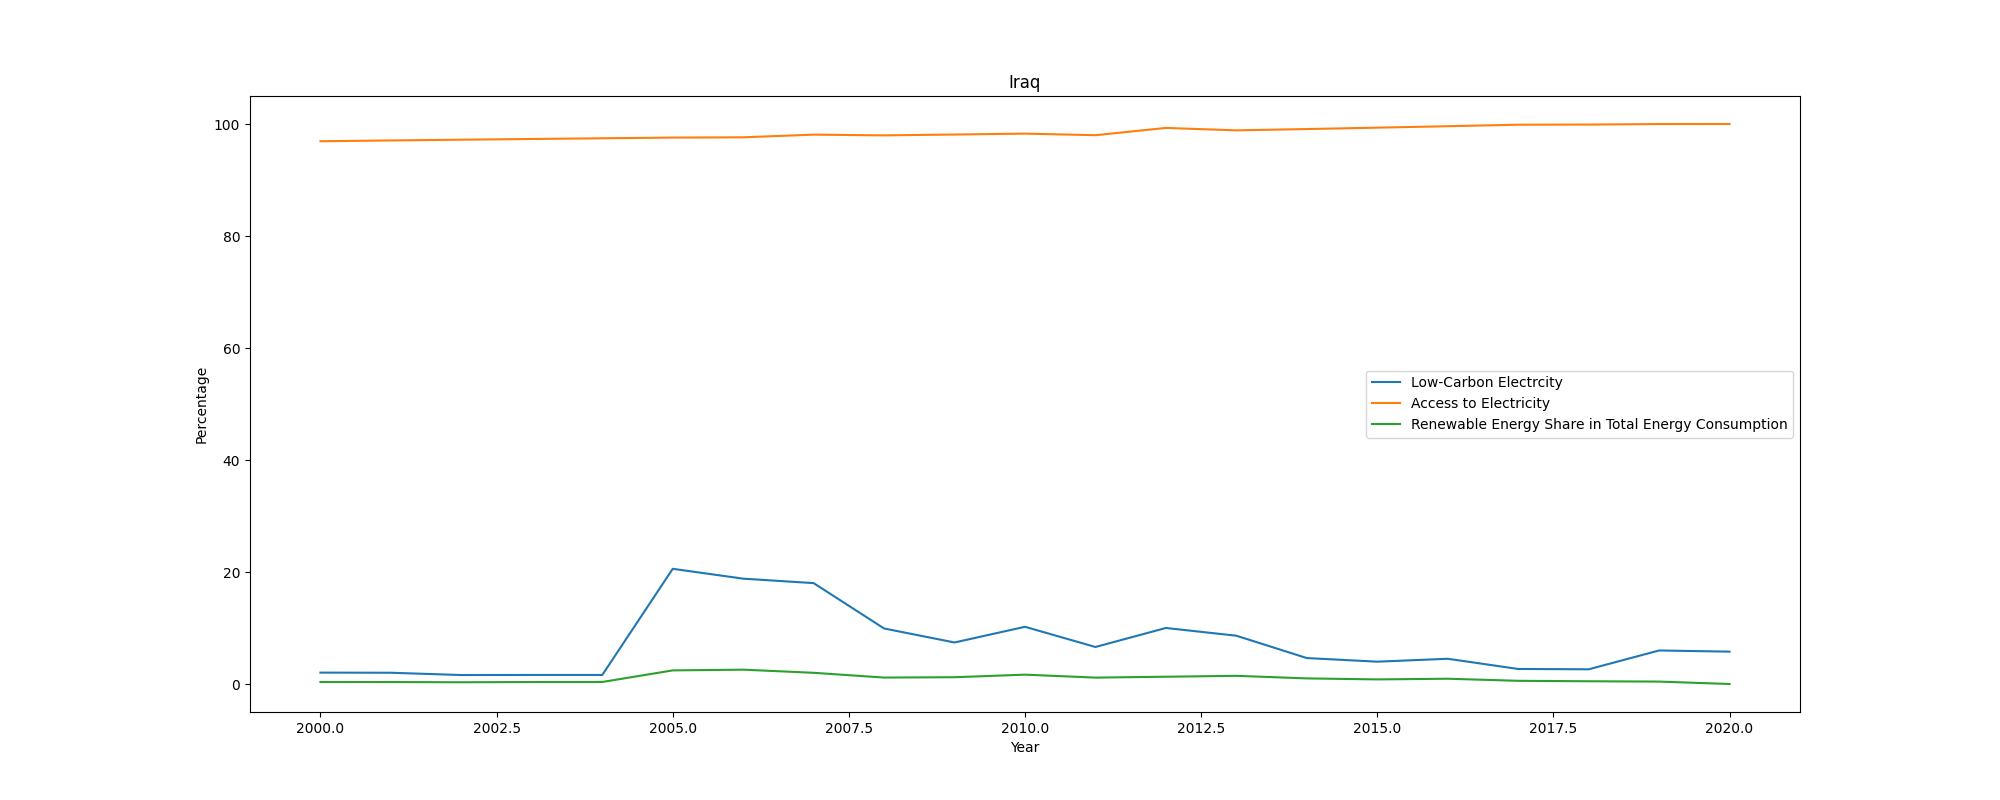 Iraq
100
80
60
40
20
0
Percentage
Low-Carbon Electrcity
Access to Electricity
Renewable Energy Share in Total Energy Consumption
2000.0 2002.5 2005.0 2007.5 2010.0 2012.5 2015.0 2017.5 2020.0
Year